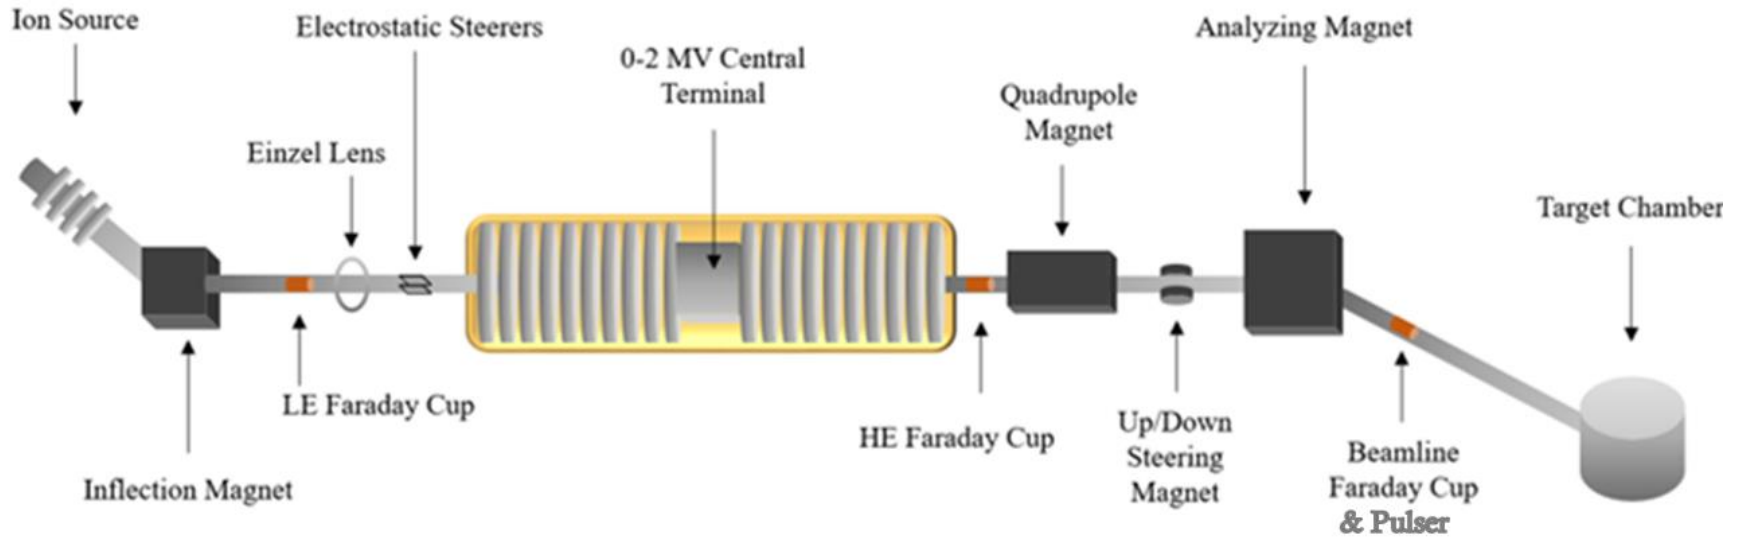 Ion Source
Electrostatic Steerers
0-2 MV Central
Terminal
Analyzing Magnet
Quadrupole
Magnet
Einzel Lens
Target Chamber
LE Faraday Cup
Inflection Magnet
HE Faraday Cup
Up/Down
Steering
Magnet
Beamline
Faraday Cup
& Pulser